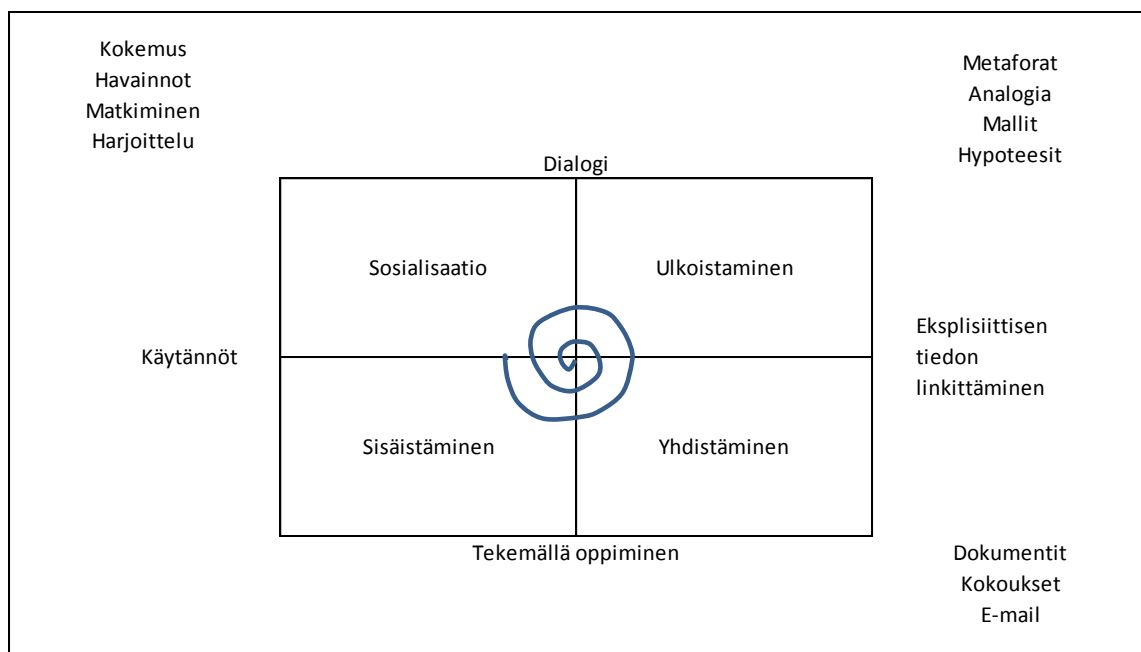 Kokemus
Havainnot
Matkiminen
Harjoittelu
Metaforat
Analogia
Mallit
Hypoteesit
Dialogi
Sosialisaatio
Ulkoistaminen
Käytännöt
Eksplisiittisen
tiedon
linkittäminen
Sisäistäminen
Yhdistäminen
Tekemällä oppiminen
Dokumentit
Kokoukset
E-mail